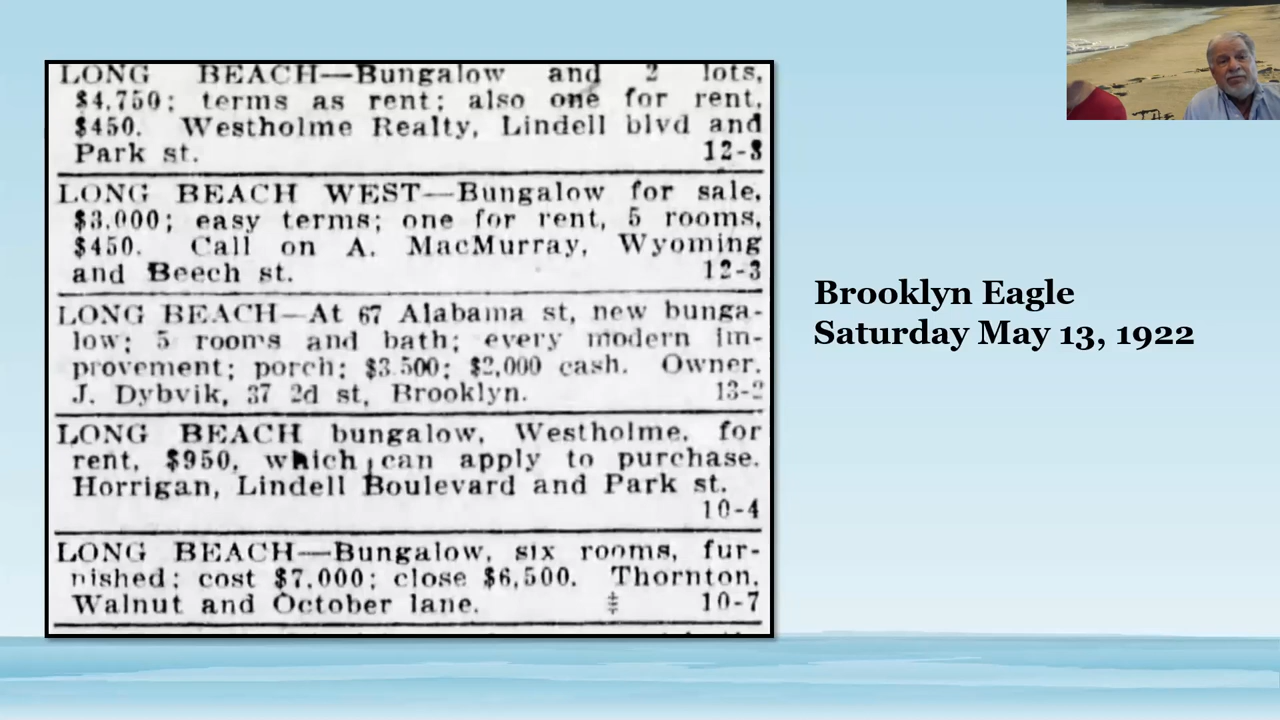 LONG BEACH—Bungalow and 2 lots,
$4,750; terms as rent; also one for rent,
$450. Westholme Realty, Lindell blvd and
Park st. 12-8
LONG BEACH WEST—Bungalow for sale,
$3,000; easy terms; one for rent, 5 rooms,
$450. Call on A. MacMurray, Wyoming
and Beech st. 12-3
LONG BEACH—At 67 Alabama st, new bunga-
low; 5 rooms and bath; every modern im-
provement; porch; $3,500; $2,000 cash. Owner.
J. Dybvik, 37 2d st, Brooklyn. 13-2
LONG BEACH bungalow, Westholme, for
rent, $950, which can apply to purchase.
Horrigan, Lindell Boulevard and Park st.
10-4
LONG BEACH—Bungalow, six rooms, fur-
nished; cost $7,000; close $6,500. Thornton,
Walnut and October lane. ‡ 10-7
Brooklyn Eagle
Saturday May 13, 1922